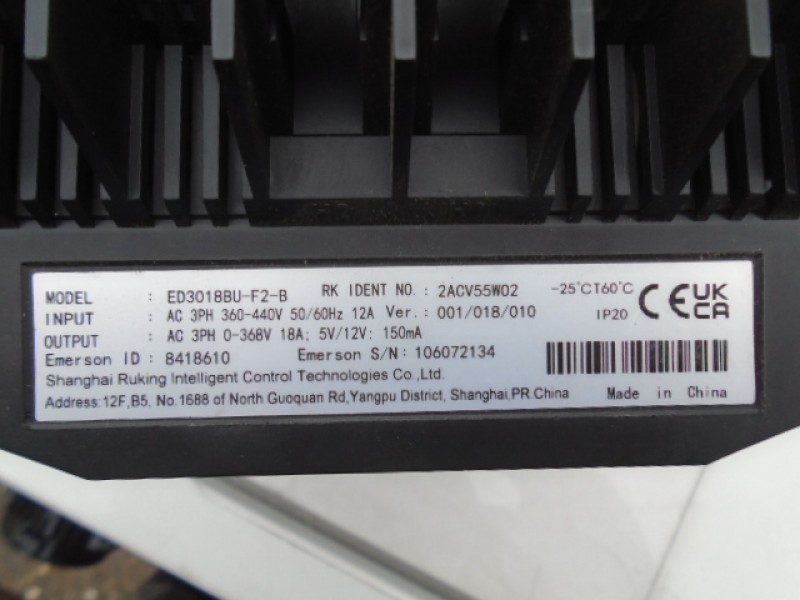 MODEL : ED3018BU-F2-B RK IDENT NO.: 2ACV55W02 -25°CT60°C
INPUT : AC 3PH 360-440V 50/60Hz 12A Ver.: 001/018/010 IP20 CE UK CA
OUTPUT : AC 3PH 0-368V 18A; 5V/12V: 150mA
Emerson ID : 8418610 Emerson S/N: 106072134
Shanghai Ruking Intelligent Control Technologies Co.,Ltd.
Address:12F,B5, No.1688 of North Guoquan Rd,Yangpu District, Shanghai,PR.China Made in China